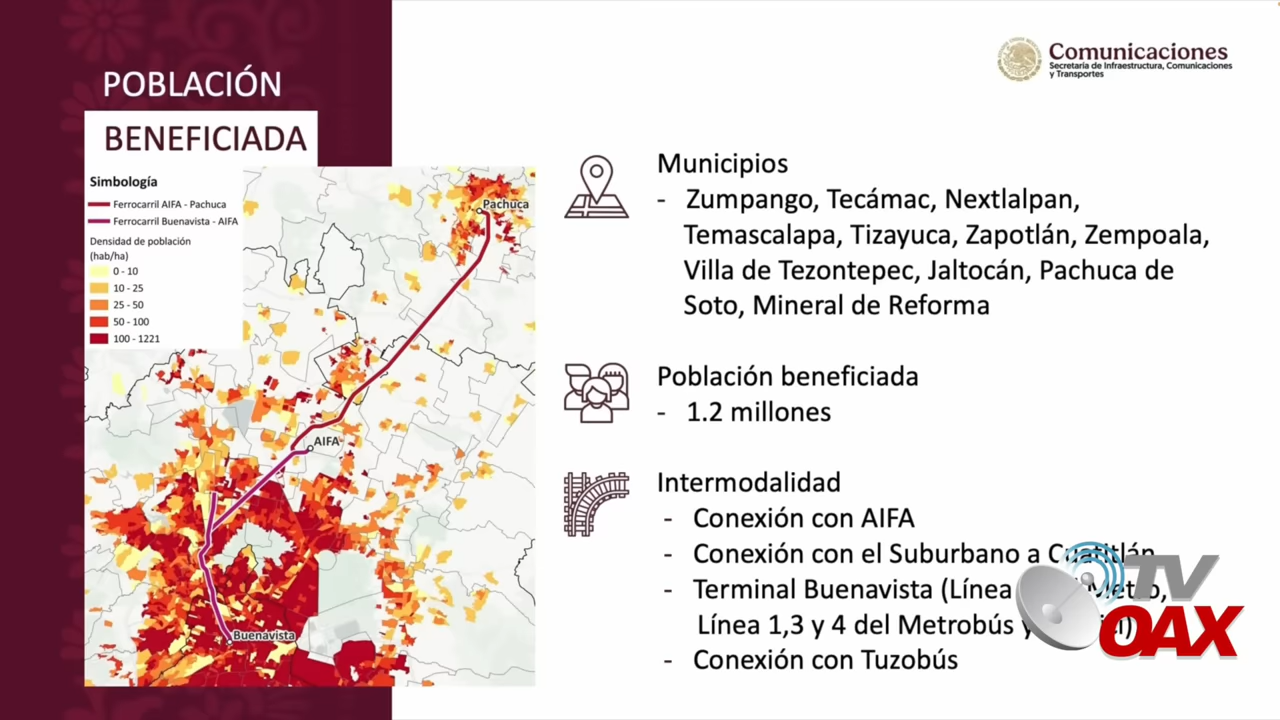 POBLACIÓN
BENEFICIADA
Simbología
Ferrocarril AIFA - Pachuca
Ferrocarril Buenavista - AIFA
Densidad de población
(hab/ha)
0 - 10
10 - 25
25 - 50
50 - 100
100 - 1221
Pachuca
AIFA
Buenavista
Comunicaciones
Secretaría de Infraestructura, Comunicaciones
y Transportes
Municipios
- Zumpango, Tecámac, Nextlalpan,
Temascalapa, Tizayuca, Zapotlán, Zempoala,
Villa de Tezontepec, Jaltocán, Pachuca de
Soto, Mineral de Reforma
Población beneficiada
- 1.2 millones
Intermodalidad
- Conexión con AIFA
- Conexión con el Suburbano a Cuatitlán
- Terminal Buenavista (Línea Metro,
Línea 1,3 y 4 del Metrobús y
- Conexión con Tuzobús
TV
OAX